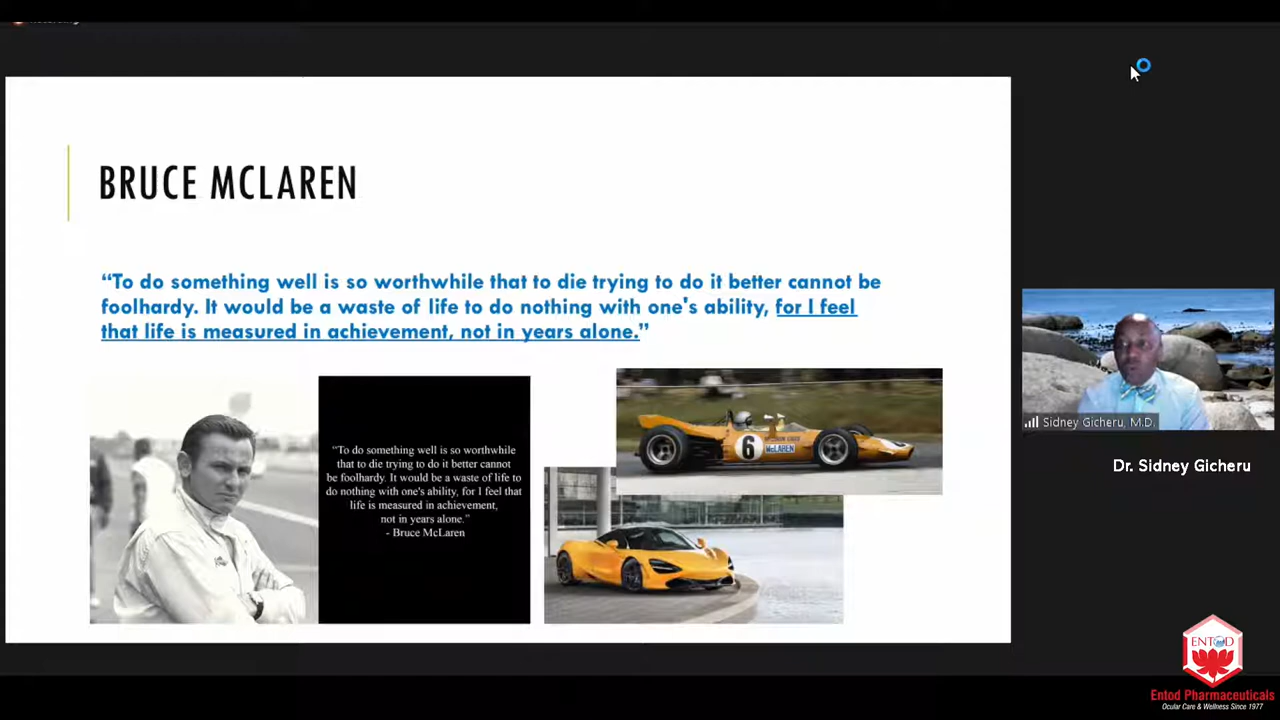 BRUCE MCLAREN
“To do something well is so worthwhile that to die trying to do it better cannot be
foolhardy. It would be a waste of life to do nothing with one's ability, for I feel
that life is measured in achievement, not in years alone.”
“To do something well is so worthwhile
that to die trying to do it better cannot
be foolhardy. It would be a waste of life to
do nothing with one's ability, for I feel that
life is measured in achievement,
not in years alone.”
- Bruce McLaren
6
McLAREN
Sidney Gicheru, M.D.
Dr. Sidney Gicheru
ENTOD
Entod Pharmaceuticals
Ocular Care & Wellness Since 1977